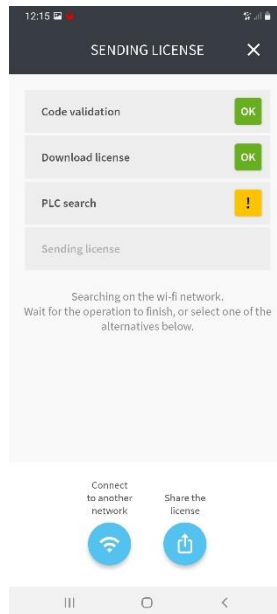 12:15
SENDING LICENSE
Code validation OK
Download license OK
PLC search !
Sending license
Searching on the wi-fi network.
Wait for the operation to finish, or select one of the
alternatives below.
Connect
to another
network
Share the
license